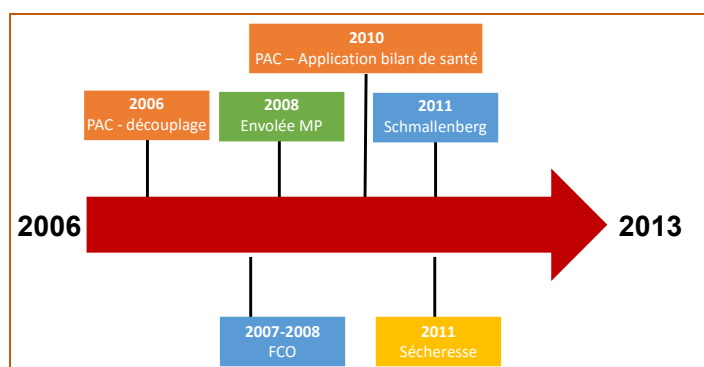 2010
PAC – Application bilan de santé
2006
PAC - découplage
2008
Envolée MP
2011
Schmallenberg
2006
2013
2007-2008
FCO
2011
Sécheresse